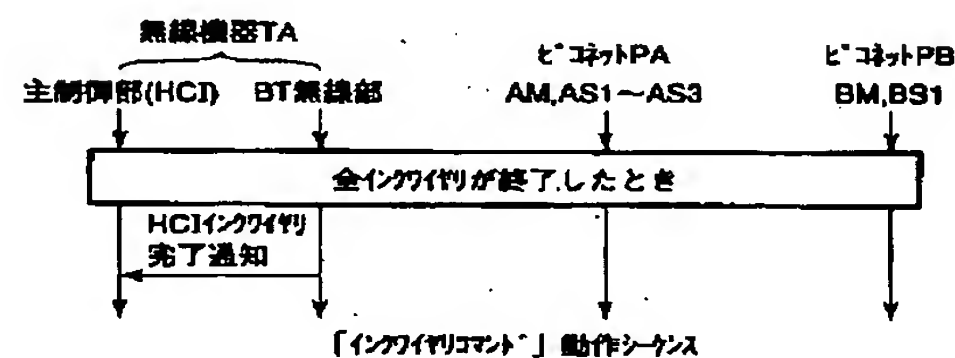 無線機器TA
主制御部(HCI) BT無線部
ピコネットPA
AM,AS1〜AS3
ピコネットPB
BM,BS1
全インクワイヤリが終了したとき
HCIインクワイヤリ
完了通知
「インクワイヤリコマンド」 動作シーケンス